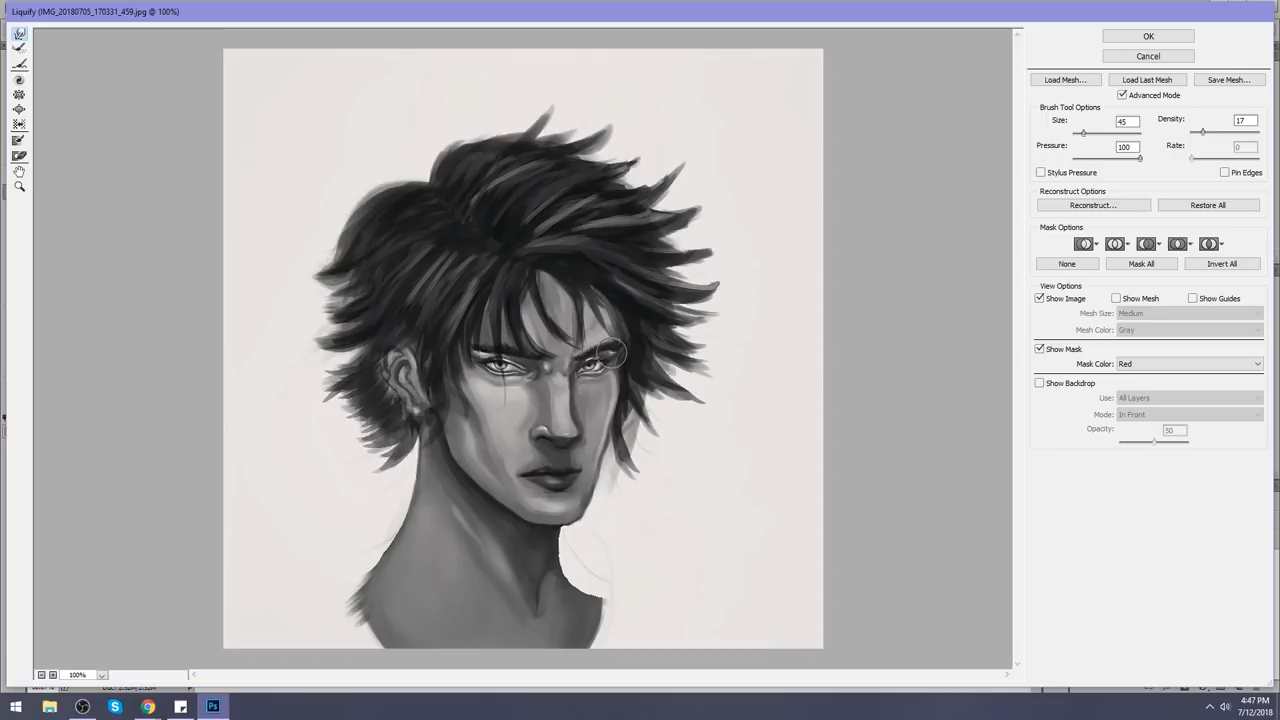 Liquify (IMG_20180705_170331_459.jpg @ 100%)
OK
Cancel
Load Mesh... Load Last Mesh Save Mesh...
Advanced Mode
Brush Tool Options
Size: 45 Density: 17
Pressure: 100 Rate: 0
Stylus Pressure Pin Edges
Reconstruct Options
Reconstruct... Restore All
Mask Options
None Mask All Invert All
View Options
Show Image Show Mesh Show Guides
Mesh Size: Medium
Mesh Color: Gray
Show Mask
Mask Color: Red
Show Backdrop
Use: All Layers
Mode: In Front
Opacity: 50
100%
Ps
4:47 PM
7/12/2018